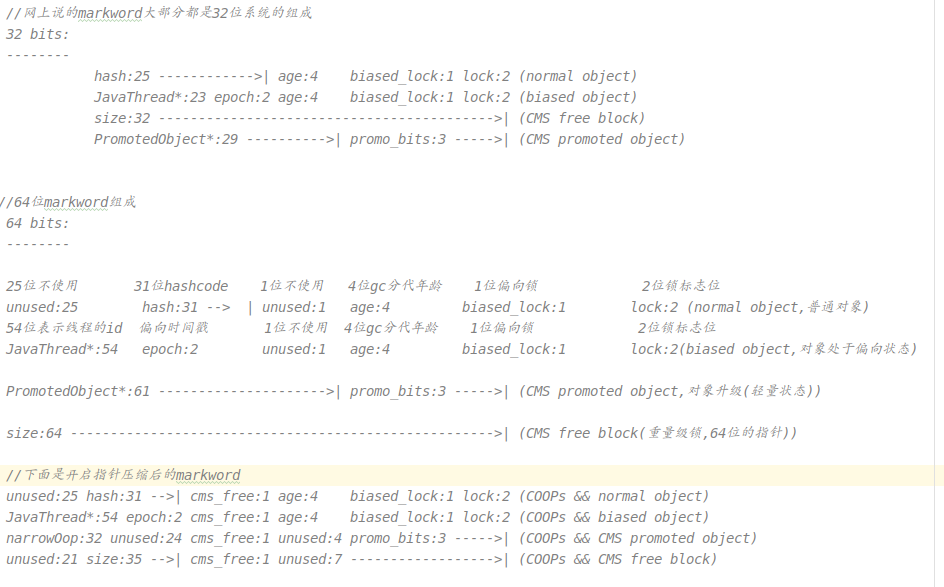 //网上说的markword大部分都是32位系统的组成
32 bits:
--------
hash:25 ------------>| age:4    biased_lock:1 lock:2 (normal object)
JavaThread*:23 epoch:2 age:4    biased_lock:1 lock:2 (biased object)
size:32 ------------------------------------------>| (CMS free block)
PromotedObject*:29 ---------->| promo_bits:3 ----->| (CMS promoted object)
//64位markword组成
64 bits:
--------
25位不使用 31位hashcode 1位不使用 4位gc分代年龄 1位偏向锁 2位锁标志位
unused:25 hash:31 --> | unused:1 age:4 biased_lock:1 lock:2 (normal object,普通对象)
54位表示线程的id 偏向时间戳 1位不使用 4位gc分代年龄 1位偏向锁 2位锁标志位
JavaThread*:54 epoch:2 unused:1 age:4 biased_lock:1 lock:2(biased object,对象处于偏向状态)
PromotedObject*:61 --------------------->| promo_bits:3 ----->| (CMS promoted object,对象升级(轻量状态))
size:64 ----------------------------------------------------->| (CMS free block(重量级锁,64位的指针))
//下面是开启指针压缩后的markword
unused:25 hash:31 -->| cms_free:1 age:4    biased_lock:1 lock:2 (COOPs && normal object)
JavaThread*:54 epoch:2 cms_free:1 age:4    biased_lock:1 lock:2 (COOPs && biased object)
narrowOop:32 unused:24 cms_free:1 unused:4 promo_bits:3 ----->| (COOPs && CMS promoted object)
unused:21 size:35 -->| cms_free:1 unused:7 ------------------>| (COOPs && CMS free block)